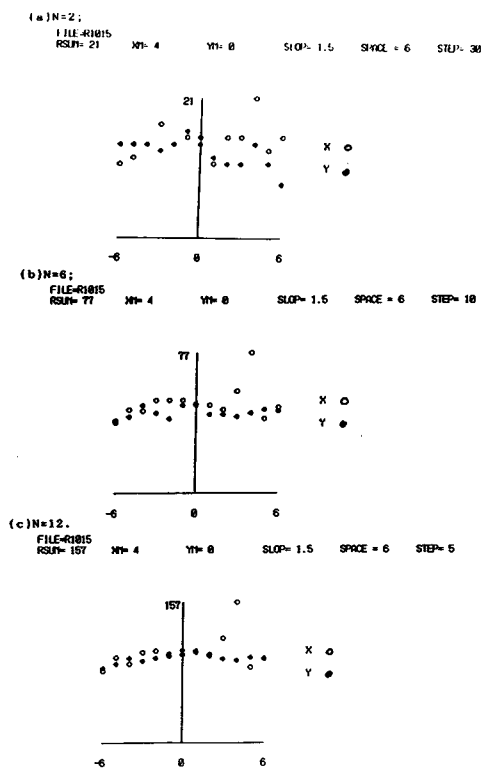 (a)N=2;
FILE=R1015
RSUM= 21 XM= 4 YM= 0 SLOP= 1.5 SPACE = 6 STEP= 30
21
X o
Y ●
-6 0 6
(b)N=6;
FILE=R1015
RSUM= 77 XM= 4 YM= 0 SLOP= 1.5 SPACE = 6 STEP= 10
77
X o
Y ●
-6 0 6
(c)N=12.
FILE=R1015
RSUM= 157 XM= 4 YM= 0 SLOP= 1.5 SPACE = 6 STEP= 5
157
X o
Y ●
-6 0 6